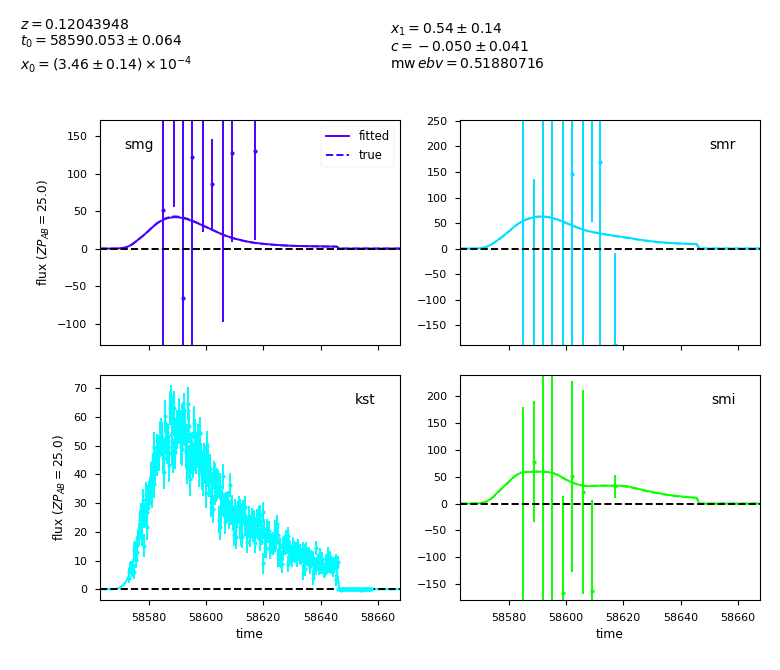 z = 0.12043948
t₀ = 58590.053 ± 0.064
x₀ = (3.46 ± 0.14) × 10⁻⁴
x₁ = 0.54 ± 0.14
c = −0.050 ± 0.041
mw ebv = 0.51880716
smg
fitted
true
150
100
50
0
−50
−100
flux (ZP_AB = 25.0)
smr
250
200
150
100
50
0
−50
−100
−150
kst
70
60
50
40
30
20
10
0
flux (ZP_AB = 25.0)
58580 58600 58620 58640 58660
time
smi
200
150
100
50
0
−50
−100
−150
58580 58600 58620 58640 58660
time